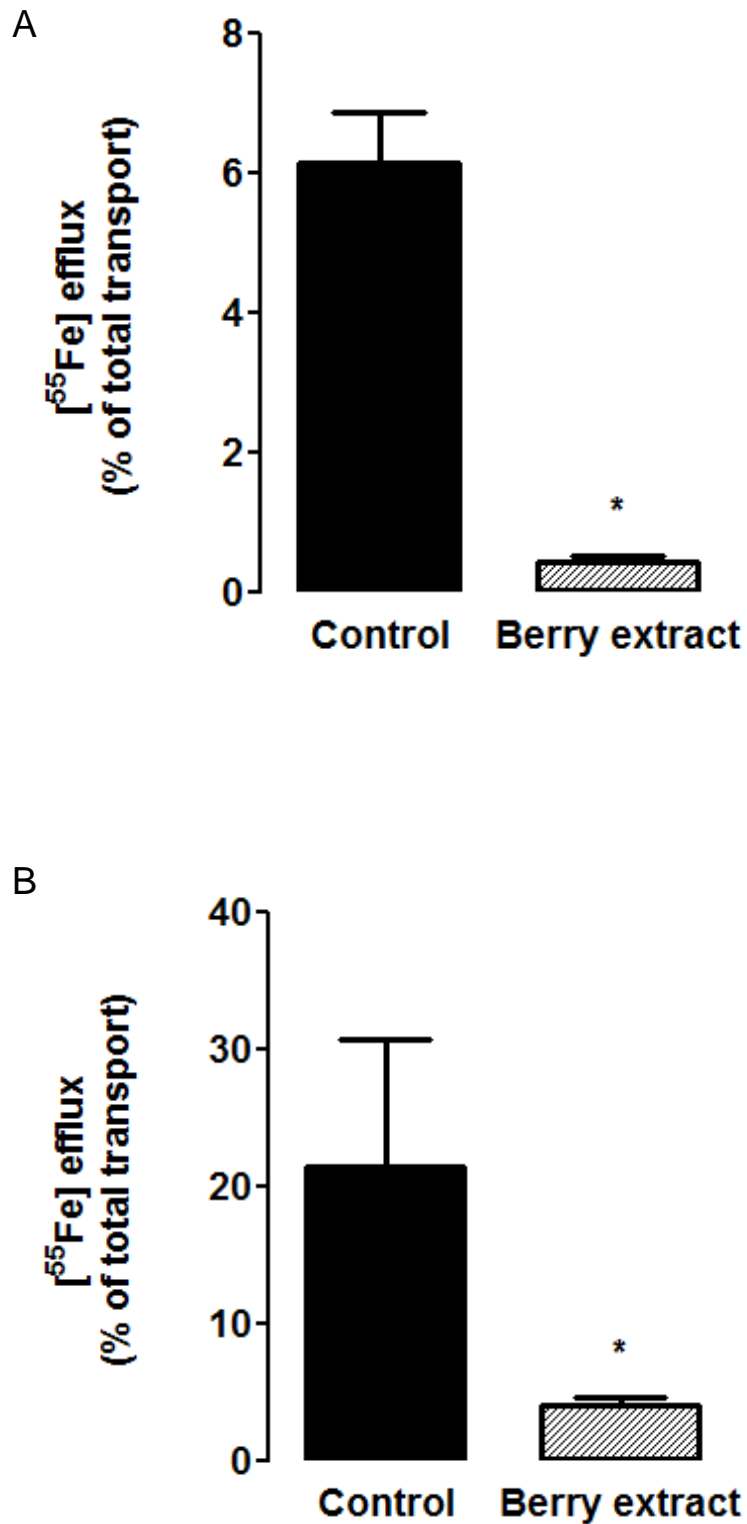 A
8
6
4
2
0
[⁵⁵Fe] efflux
(% of total transport)
*
Control Berry extract
B
40
30
20
10
0
[⁵⁵Fe] efflux
(% of total transport)
*
Control Berry extract